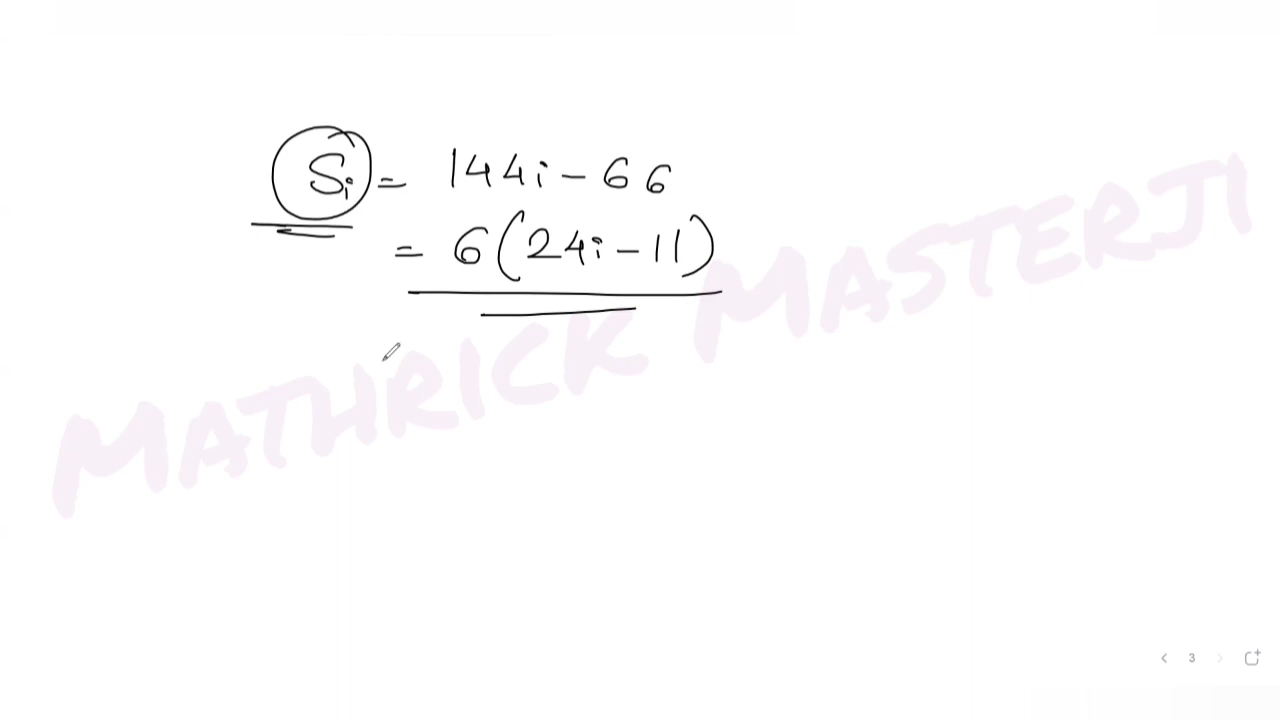 Si = 144i - 66
= 6(24i - 11)
MATHRICK MASTERJI
< 3 >